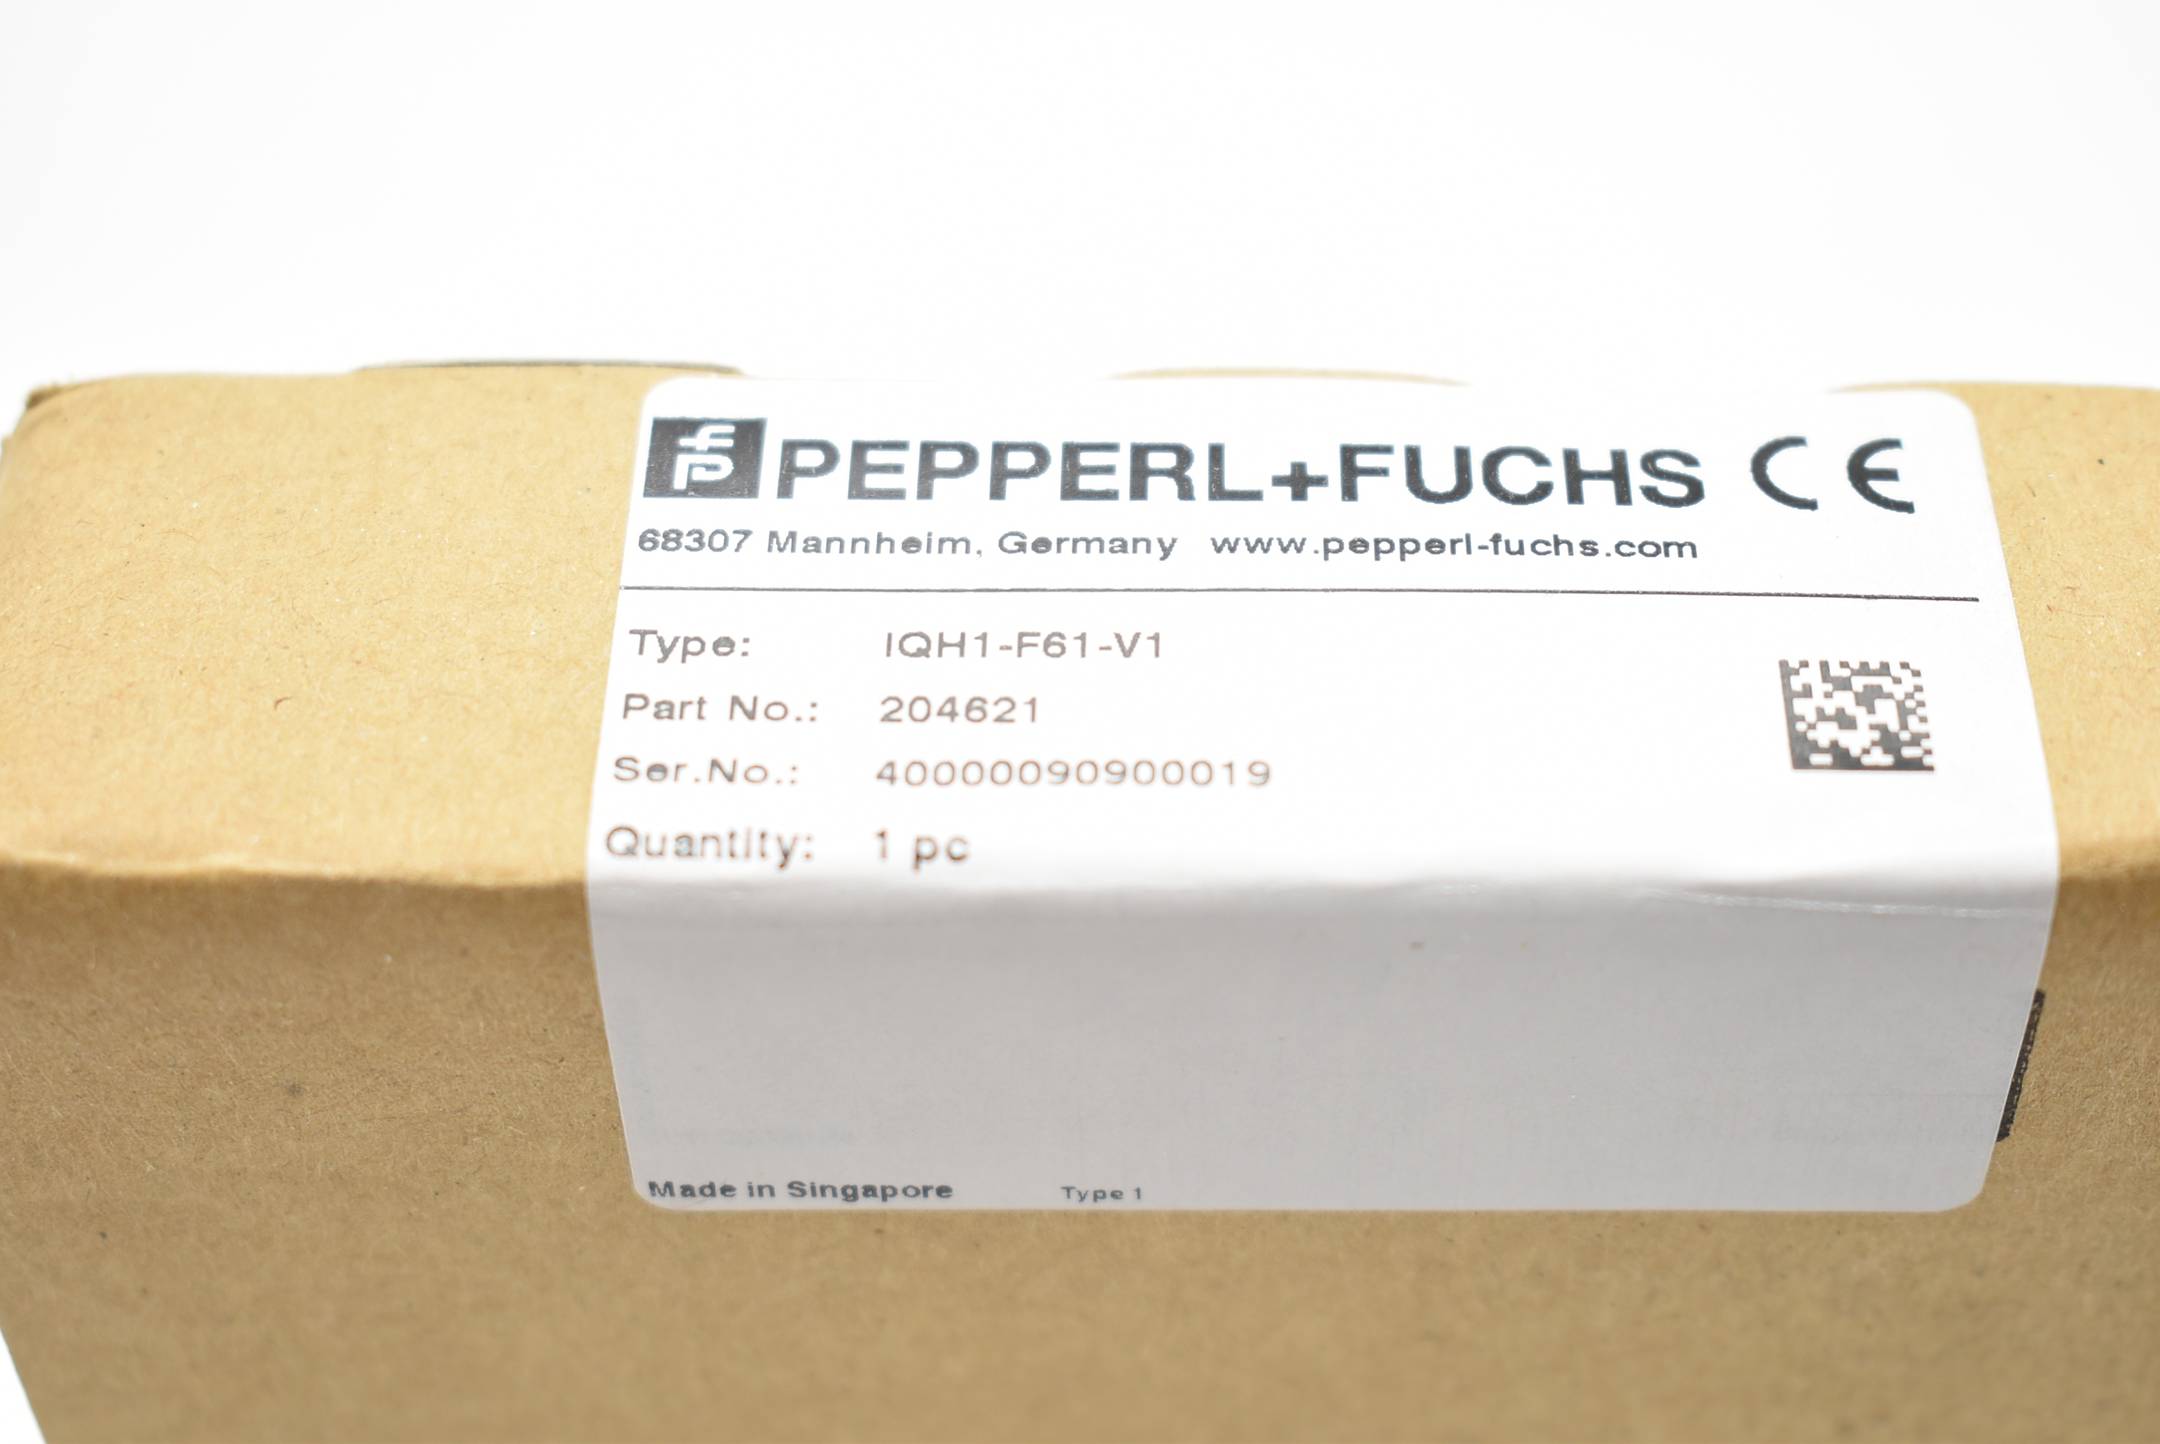 PEPPERL+FUCHS CE
68307 Mannheim, Germany www.pepperl-fuchs.com
Type: IQH1-F61-V1
Part No.: 204621
Ser.No.: 40000090900019
Quantity: 1 pc
Made in Singapore Type 1